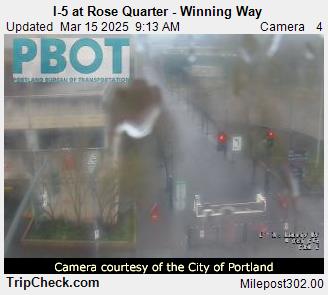 I-5 at Rose Quarter - Winning Way
Updated Mar 15 2025 9:13 AM Camera 4
PBOT
PORTLAND BUREAU OF TRANSPORTATION
Camera courtesy of the City of Portland
TripCheck.com Milepost302.00